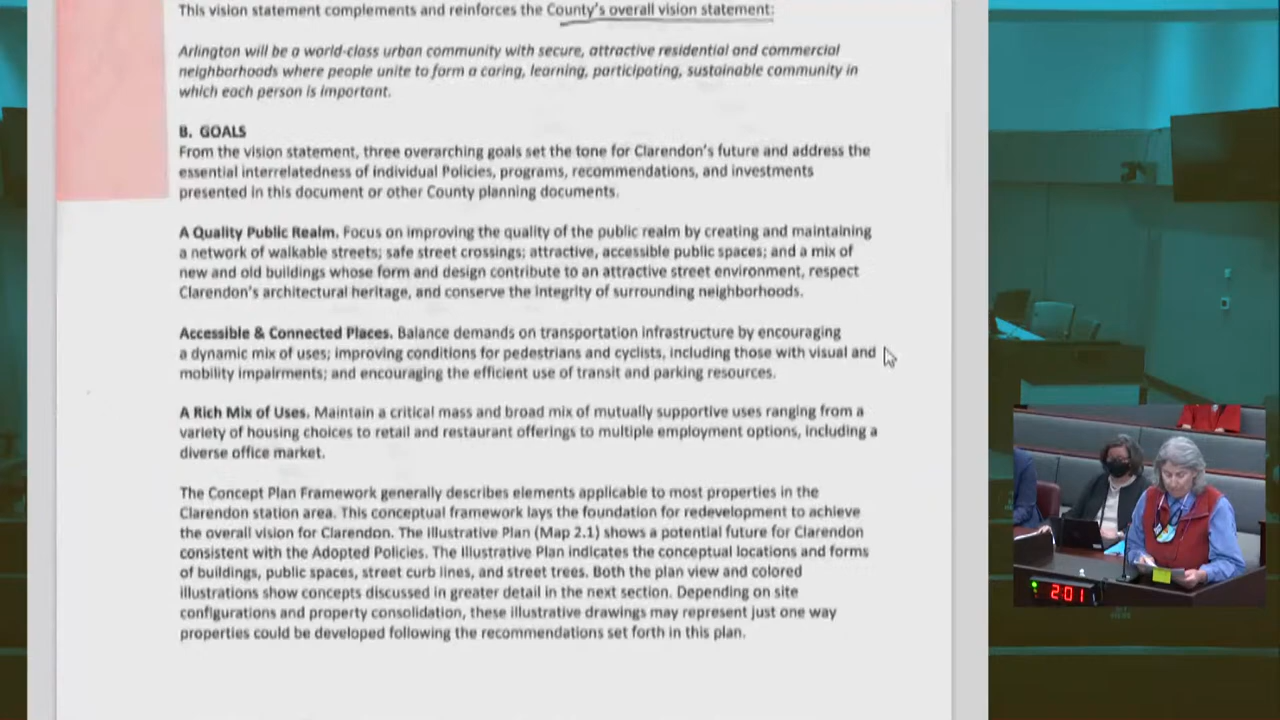 This vision statement complements and reinforces the County's overall vision statement:
Arlington will be a world-class urban community with secure, attractive residential and commercial
neighborhoods where people unite to form a caring, learning, participating, sustainable community in
which each person is important.
B. GOALS
From the vision statement, three overarching goals set the tone for Clarendon's future and address the
essential interrelatedness of individual Policies, programs, recommendations, and investments
presented in this document or other County planning documents.
A Quality Public Realm. Focus on improving the quality of the public realm by creating and maintaining
a network of walkable streets; safe street crossings; attractive, accessible public spaces; and a mix of
new and old buildings whose form and design contribute to an attractive street environment, respect
Clarendon's architectural heritage, and conserve the integrity of surrounding neighborhoods.
Accessible & Connected Places. Balance demands on transportation infrastructure by encouraging
a dynamic mix of uses; improving conditions for pedestrians and cyclists, including those with visual and
mobility impairments; and encouraging the efficient use of transit and parking resources.
A Rich Mix of Uses. Maintain a critical mass and broad mix of mutually supportive uses ranging from a
variety of housing choices to retail and restaurant offerings to multiple employment options, including a
diverse office market.
The Concept Plan Framework generally describes elements applicable to most properties in the
Clarendon station area. This conceptual framework lays the foundation for redevelopment to achieve
the overall vision for Clarendon. The Illustrative Plan (Map 2.1) shows a potential future for Clarendon
consistent with the Adopted Policies. The Illustrative Plan indicates the conceptual locations and forms
of buildings, public spaces, street curb lines, and street trees. Both the plan view and colored
illustrations show concepts discussed in greater detail in the next section. Depending on site
configurations and property consolidation, these illustrative drawings may represent just one way
properties could be developed following the recommendations set forth in this plan.
2:01